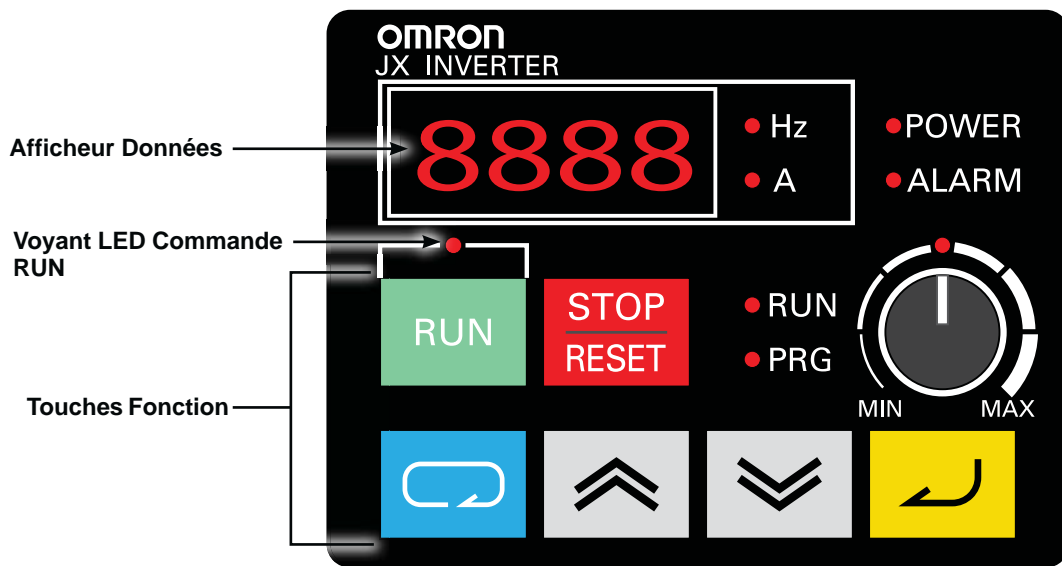 OMRON
JX INVERTER
Afficheur Données
8888
Hz
A
POWER
ALARM
Voyant LED Commande
RUN
RUN
STOP
RESET
RUN
PRG
MIN
MAX
Touches Fonction